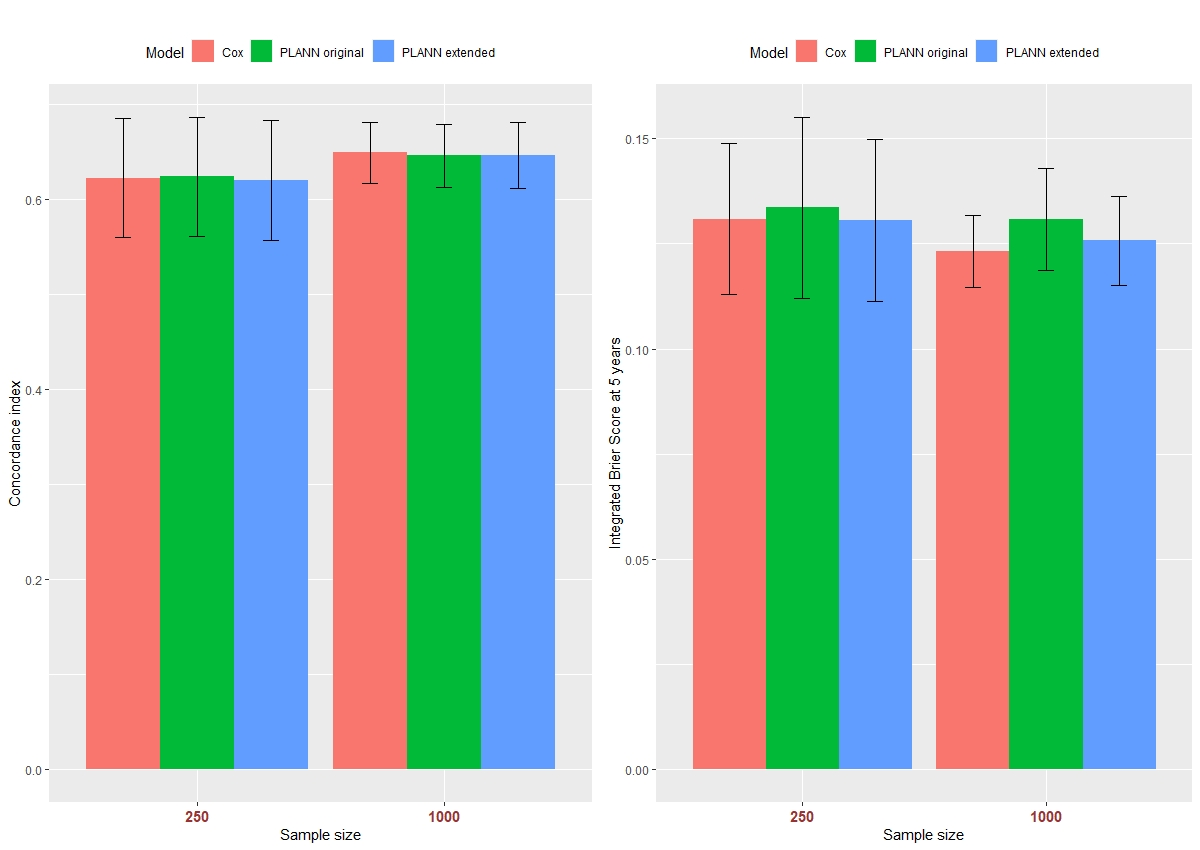 Model Cox PLANN original PLANN extended
Concordance index
0.6
0.4
0.2
0.0
250 1000
Sample size
Model Cox PLANN original PLANN extended
Integrated Brier Score at 5 years
0.15
0.10
0.05
0.00
250 1000
Sample size